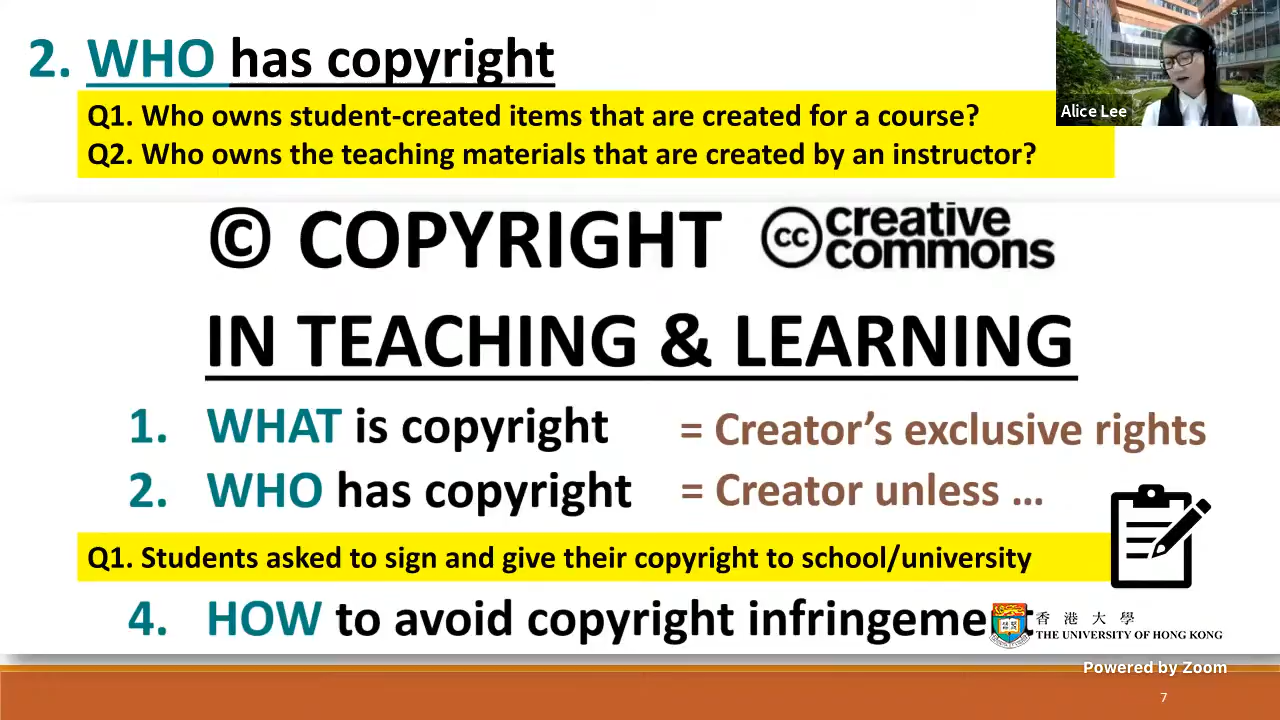 2. WHO has copyright
Alice Lee
Q1. Who owns student-created items that are created for a course?
Q2. Who owns the teaching materials that are created by an instructor?
© COPYRIGHT
cc creative commons
IN TEACHING & LEARNING
1. WHAT is copyright = Creator’s exclusive rights
2. WHO has copyright = Creator unless ...
Q1. Students asked to sign and give their copyright to school/university
4. HOW to avoid copyright infringement
香港大學
THE UNIVERSITY OF HONG KONG
Powered by Zoom
7